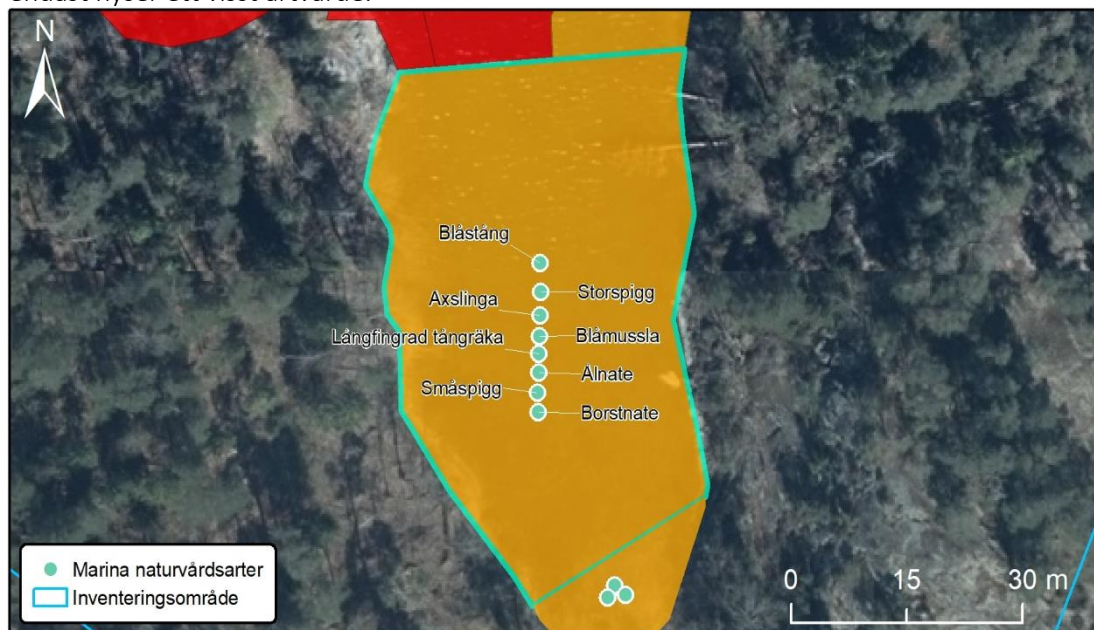 N
Blåstång
Storspigg
Axslinga
Långfingrad tångräka
Blåmussla
Ålnate
Småspigg
Borstnate
Marina naturvårdsarter
Inventeringsområde
0 15 30 m